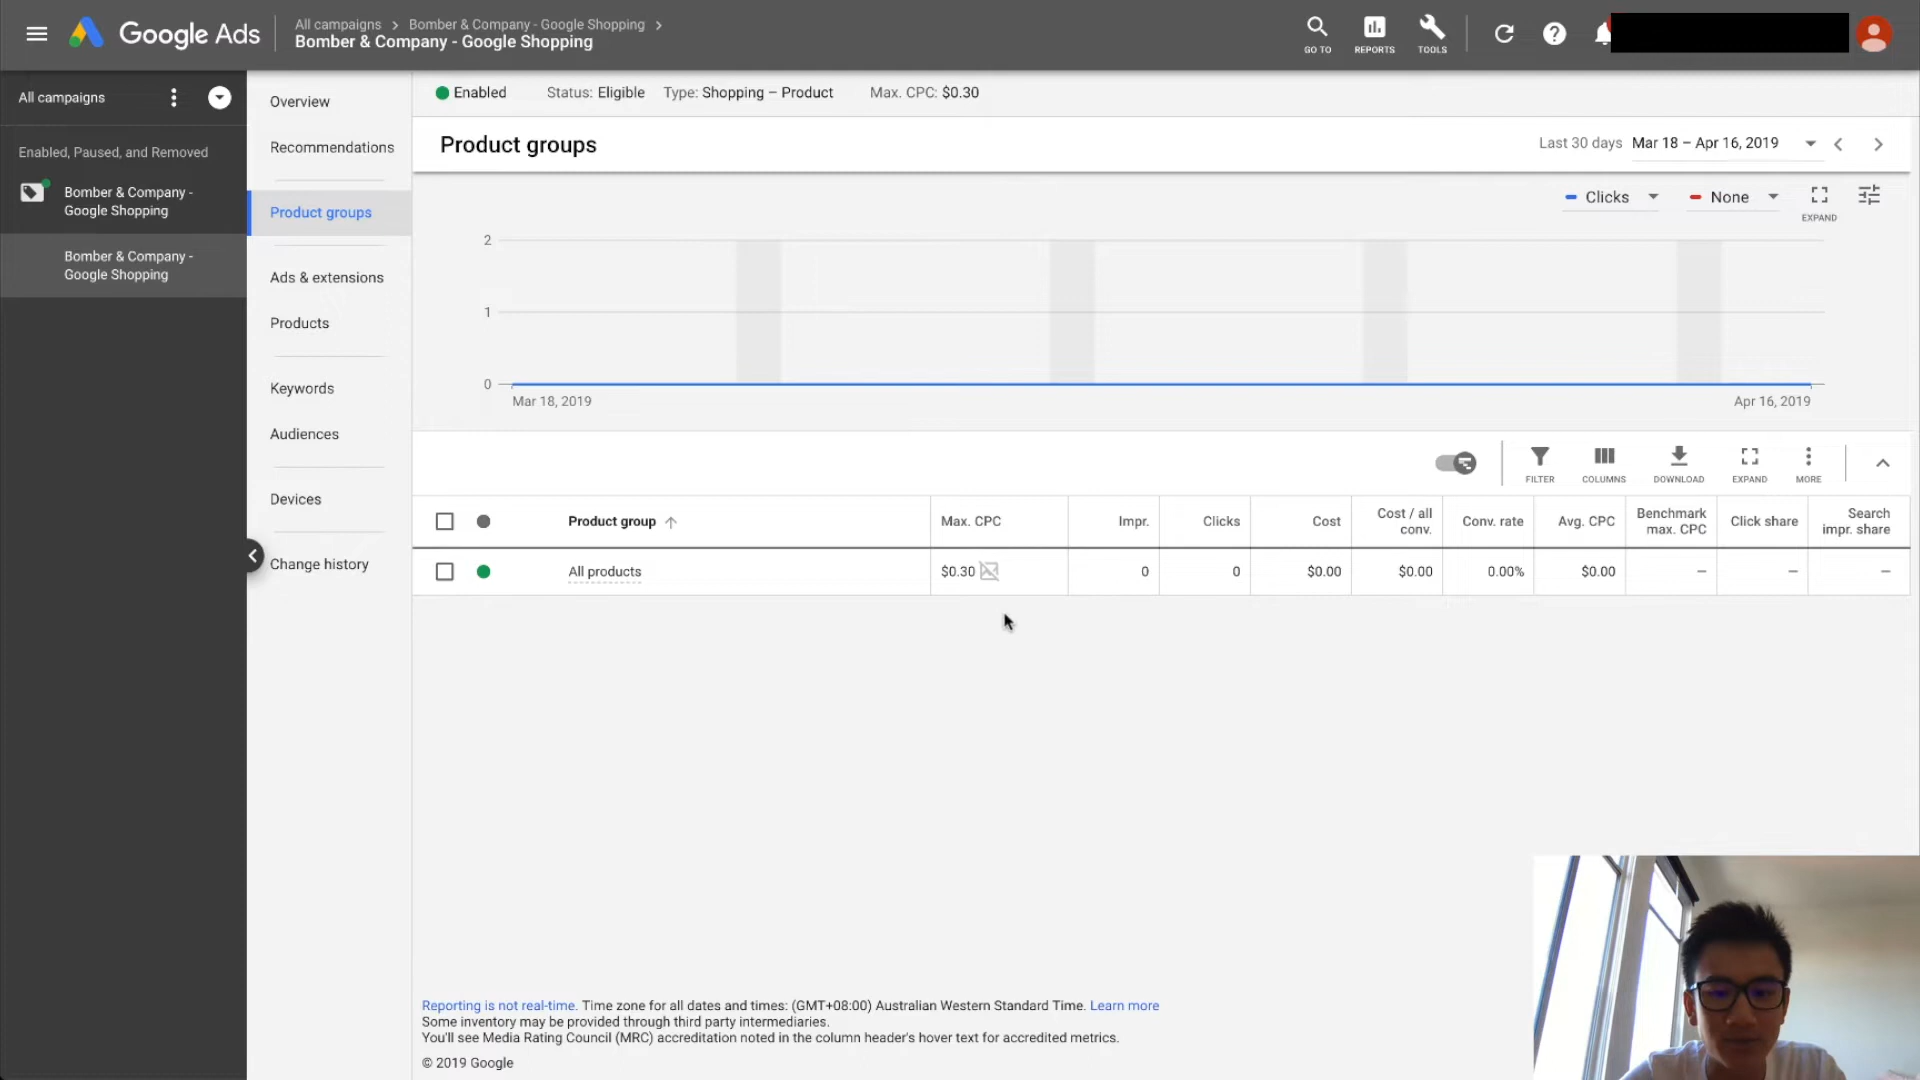 Google Ads
All campaigns > Bomber & Company - Google Shopping >
Bomber & Company - Google Shopping
GO TO
REPORTS
TOOLS
All campaigns
Enabled, Paused, and Removed
Bomber & Company -
Google Shopping
Bomber & Company -
Google Shopping
Overview
Recommendations
Product groups
Ads & extensions
Products
Keywords
Audiences
Devices
Change history
Enabled Status: Eligible Type: Shopping – Product Max. CPC: $0.30
Product groups
Last 30 days Mar 18 – Apr 16, 2019
Clicks
None
EXPAND
2
1
0
Mar 18, 2019
Apr 16, 2019
FILTER
COLUMNS
DOWNLOAD
EXPAND
MORE
Product group
Max. CPC
Impr.
Clicks
Cost
Cost / all
conv.
Conv. rate
Avg. CPC
Benchmark
max. CPC
Click share
Search
impr. share
All products
$0.30
0
0
$0.00
$0.00
0.00%
$0.00
–
–
–
Reporting is not real-time. Time zone for all dates and times: (GMT+08:00) Australian Western Standard Time. Learn more
Some inventory may be provided through third party intermediaries.
You'll see Media Rating Council (MRC) accreditation noted in the column header's hover text for accredited metrics.
© 2019 Google